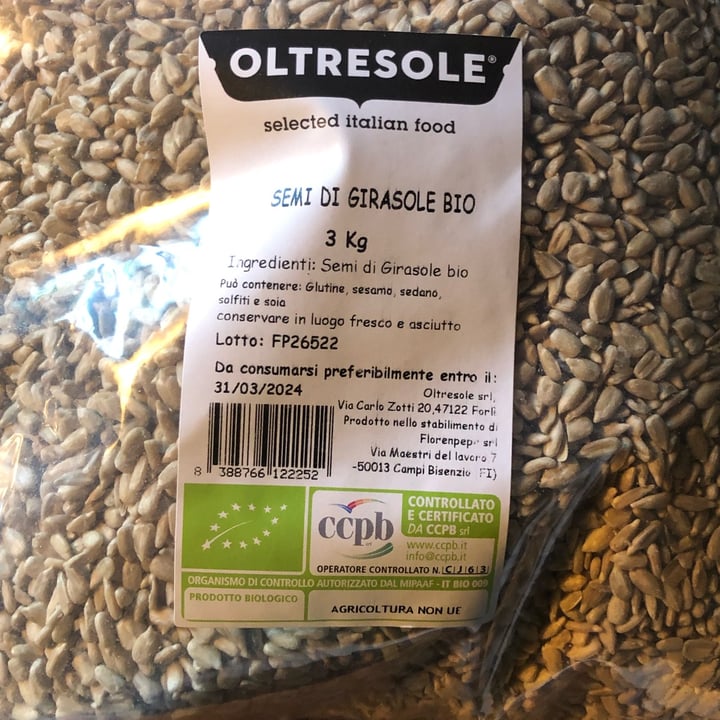 OLTRESOLE®
selected italian food
SEMI DI GIRASOLE BIO
3 Kg
Ingredienti: Semi di Girasole bio
Può contenere: Glutine, sesamo, sedano,
solfiti e soia
conservare in luogo fresco e asciutto
Lotto: FP26522
Da consumarsi preferibilmente entro il:
31/03/2024
Oltresole srl,
Via Carlo Zotti 20,47122 Forlì
Prodotto nello stabilimento di
Florenpepe srl
Via Maestri del lavoro 7
-50013 Campi Bisenzio FI)
8 388766 122252
ccpb
srl
CONTROLLATO
E CERTIFICATO
DA CCPB srl
www.ccpb.it
info@ccpb.it
OPERATORE CONTROLLATO N. CJ63
ORGANISMO DI CONTROLLO AUTORIZZATO DAL MIPAAF - IT BIO 009
PRODOTTO BIOLOGICO
AGRICOLTURA NON UE